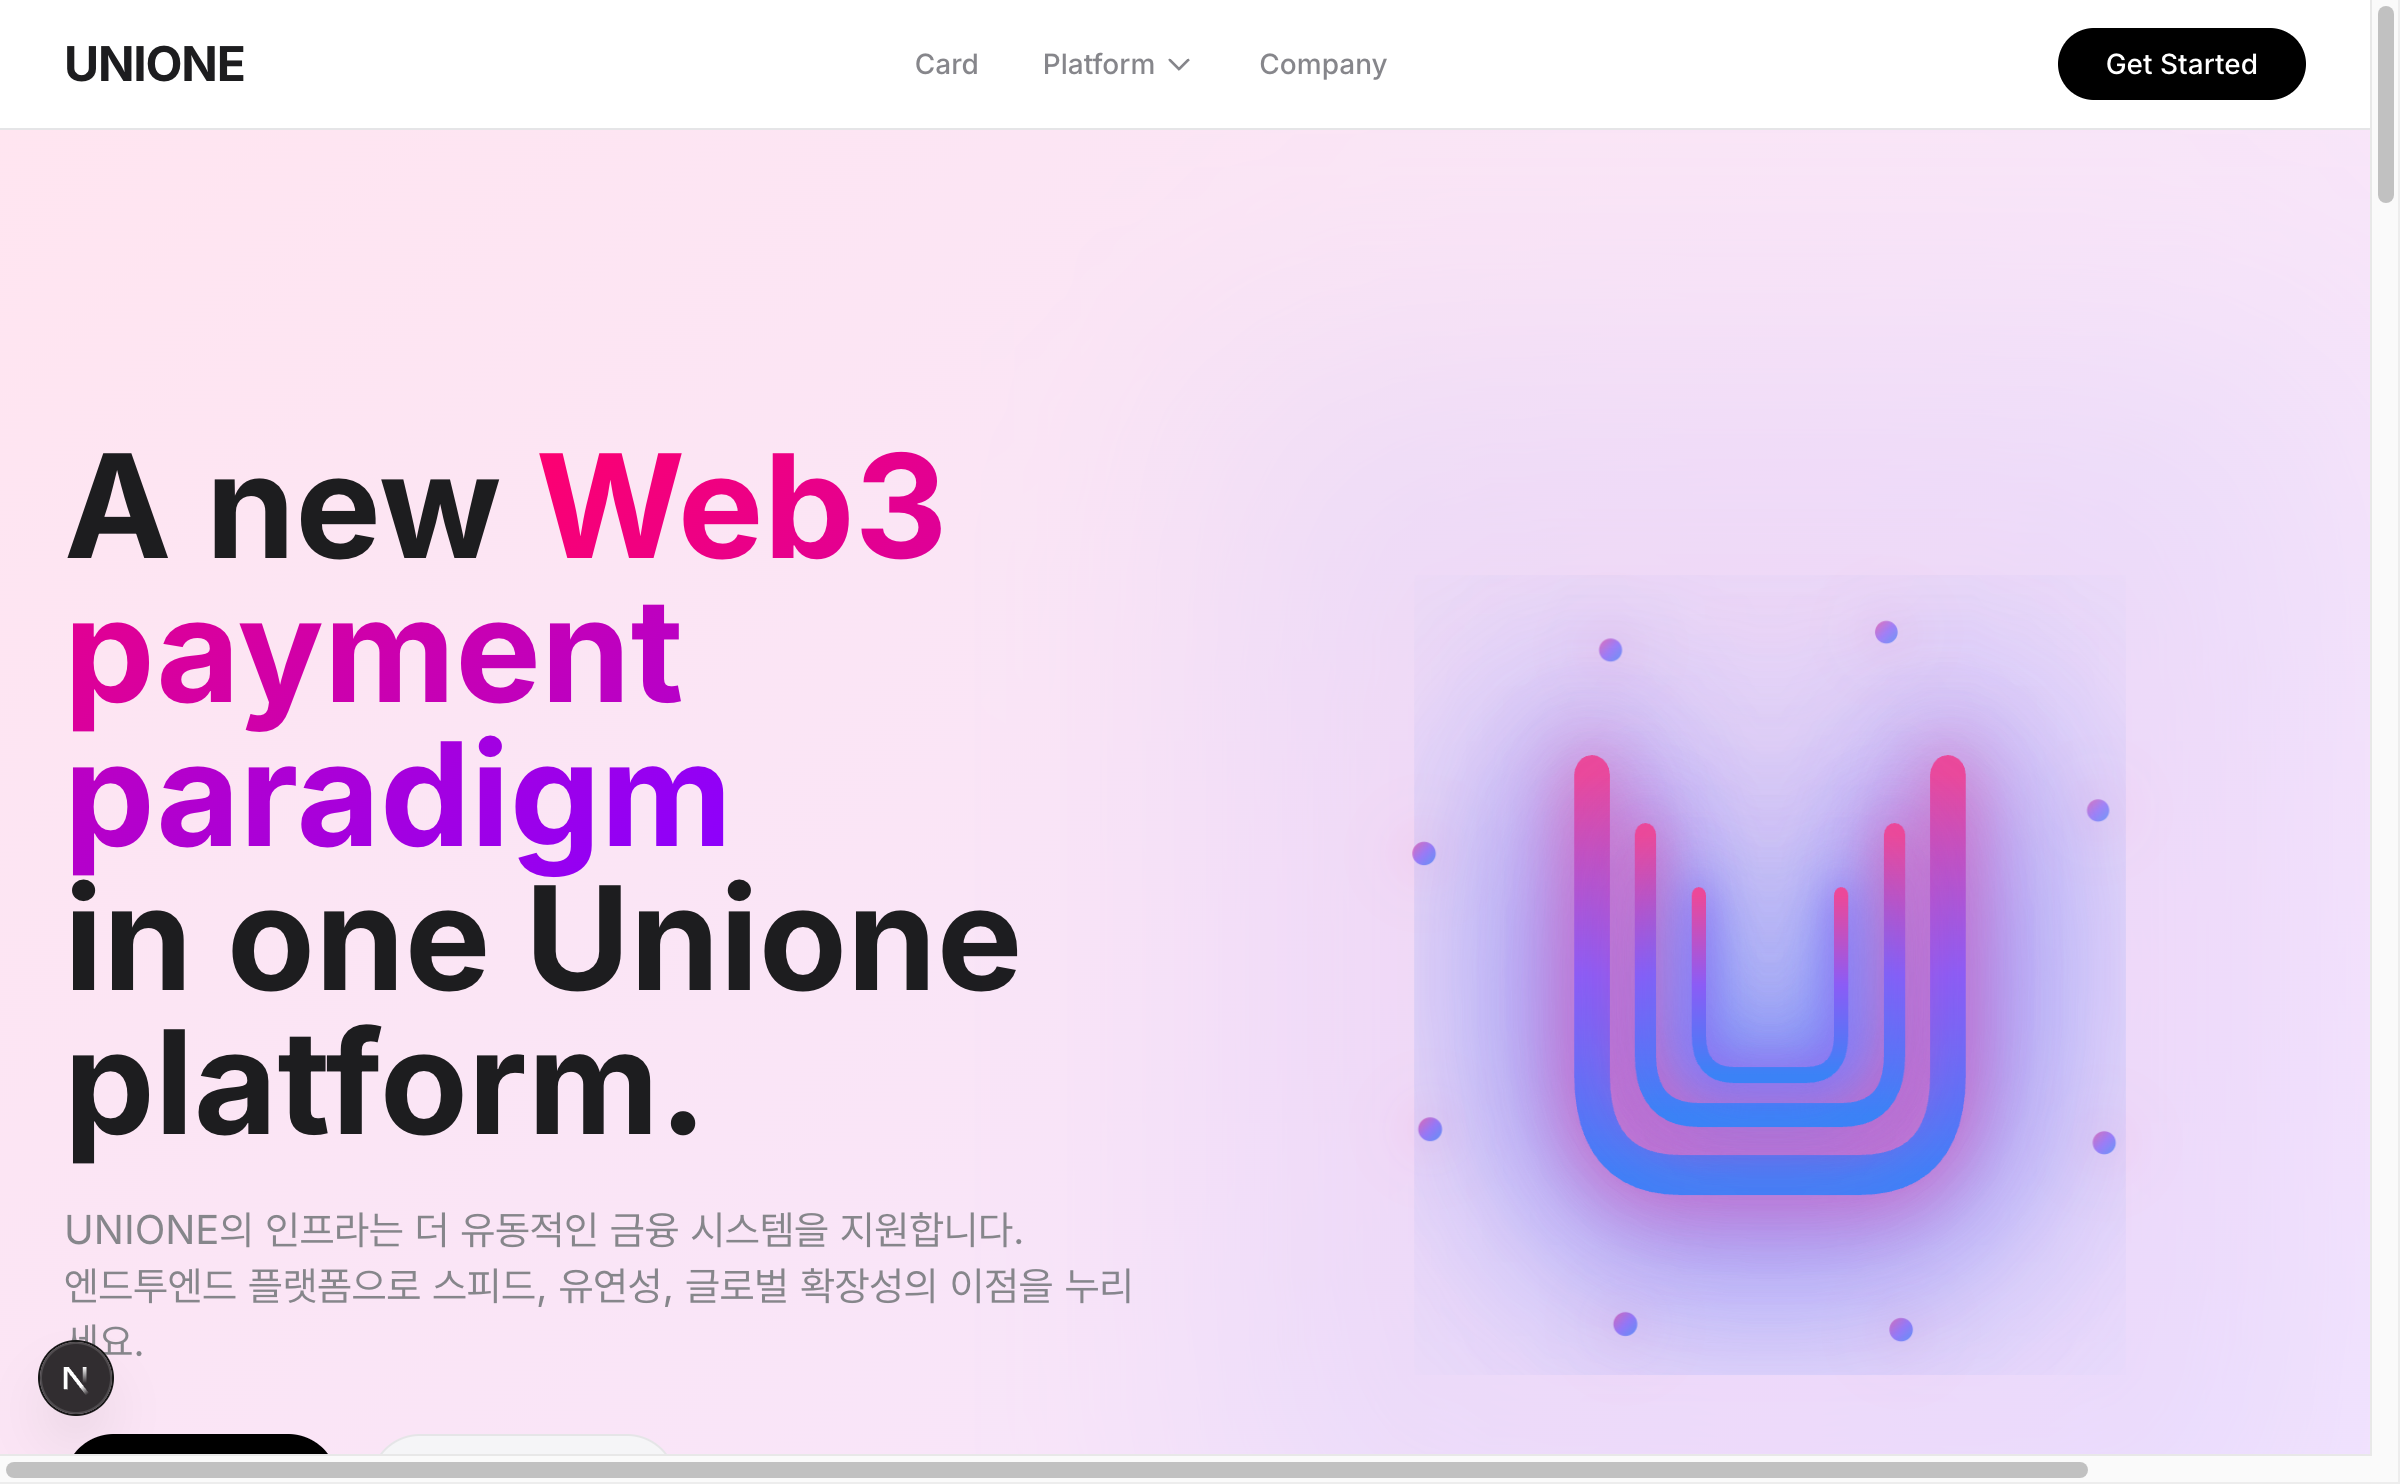 UNIONE
Card
Platform
Company
Get Started
A new Web3
payment
paradigm
in one Unione
platform.
UNIONE의 인프라는 더 유동적인 금융 시스템을 지원합니다.
엔드투엔드 플랫폼으로 스피드, 유연성, 글로벌 확장성의 이점을 누리
세요.
N